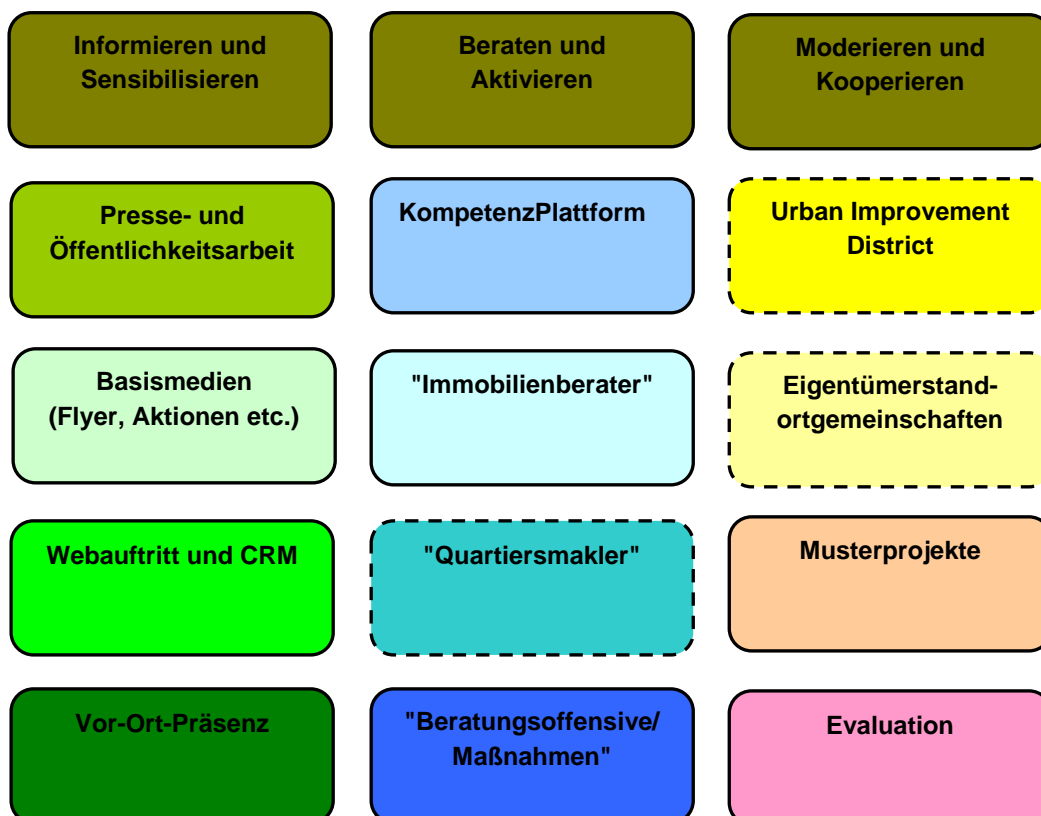 Informieren und
Sensibilisieren
Beraten und
Aktivieren
Moderieren und
Kooperieren
Presse- und
Öffentlichkeitsarbeit
KompetenzPlattform
Urban Improvement
District
Basismedien
(Flyer, Aktionen etc.)
"Immobilienberater"
Eigentümerstand-
ortgemeinschaften
Webauftritt und CRM
"Quartiersmakler"
Musterprojekte
Vor-Ort-Präsenz
"Beratungsoffensive/
Maßnahmen"
Evaluation